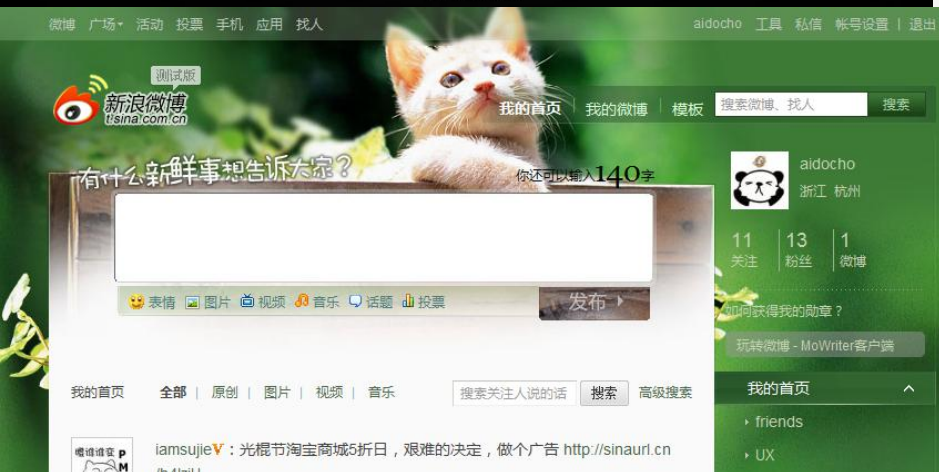 微博 广场 活动 投票 手机 应用 找人
aidocho 工具 私信 帐号设置 | 退出
测试版
新浪微博
t.sina.com.cn
我的首页 | 我的微博 | 模板
搜索微博、找人 搜索
有什么新鲜事想告诉大家?
你还可以输入140字
表情 图片 视频 音乐 话题 投票
发布
aidocho
浙江 杭州
11 13 1
关注 粉丝 微博
如何获得我的勋章?
玩转微博 - MoWriter客户端
我的首页 全部 | 原创 | 图片 | 视频 | 音乐
搜索关注人说的话 搜索 高级搜索
我的首页
friends
UX
iamsujieV:光棍节淘宝商城5折日,艰难的决定,做个广告 http://sinaurl.cn